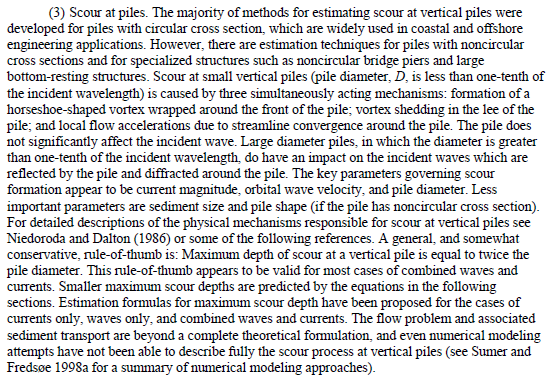 (3) Scour at piles. The majority of methods for estimating scour at vertical piles were
developed for piles with circular cross section, which are widely used in coastal and offshore
engineering applications. However, there are estimation techniques for piles with noncircular
cross sections and for specialized structures such as noncircular bridge piers and large
bottom-resting structures. Scour at small vertical piles (pile diameter, D, is less than one-tenth of
the incident wavelength) is caused by three simultaneously acting mechanisms: formation of a
horseshoe-shaped vortex wrapped around the front of the pile; vortex shedding in the lee of the
pile; and local flow accelerations due to streamline convergence around the pile. The pile does
not significantly affect the incident wave. Large diameter piles, in which the diameter is greater
than one-tenth of the incident wavelength, do have an impact on the incident waves which are
reflected by the pile and diffracted around the pile. The key parameters governing scour
formation appear to be current magnitude, orbital wave velocity, and pile diameter. Less
important parameters are sediment size and pile shape (if the pile has noncircular cross section).
For detailed descriptions of the physical mechanisms responsible for scour at vertical piles see
Niedoroda and Dalton (1986) or some of the following references. A general, and somewhat
conservative, rule-of-thumb is: Maximum depth of scour at a vertical pile is equal to twice the
pile diameter. This rule-of-thumb appears to be valid for most cases of combined waves and
currents. Smaller maximum scour depths are predicted by the equations in the following
sections. Estimation formulas for maximum scour depth have been proposed for the cases of
currents only, waves only, and combined waves and currents. The flow problem and associated
sediment transport are beyond a complete theoretical formulation, and even numerical modeling
attempts have not been able to describe fully the scour process at vertical piles (see Sumer and
Fredsøe 1998a for a summary of numerical modeling approaches).